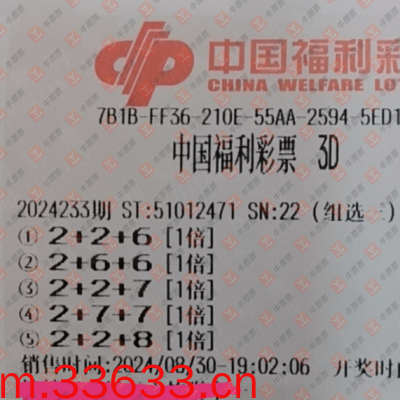 中国福利彩
CHINA WELFARE LO
7B1B-FF36-210E-55AA-2594-5ED1
中国福利彩票 3D
2024233期 ST:51012471 SN:22 (组选三)
① 2+2+6 [1倍]
② 2+6+6 [1倍]
③ 2+2+7 [1倍]
④ 2+7+7 [1倍]
⑤ 2+2+8 [1倍]
销售时间:2024/08/30-19:02:06 开奖时
m.33633.cn